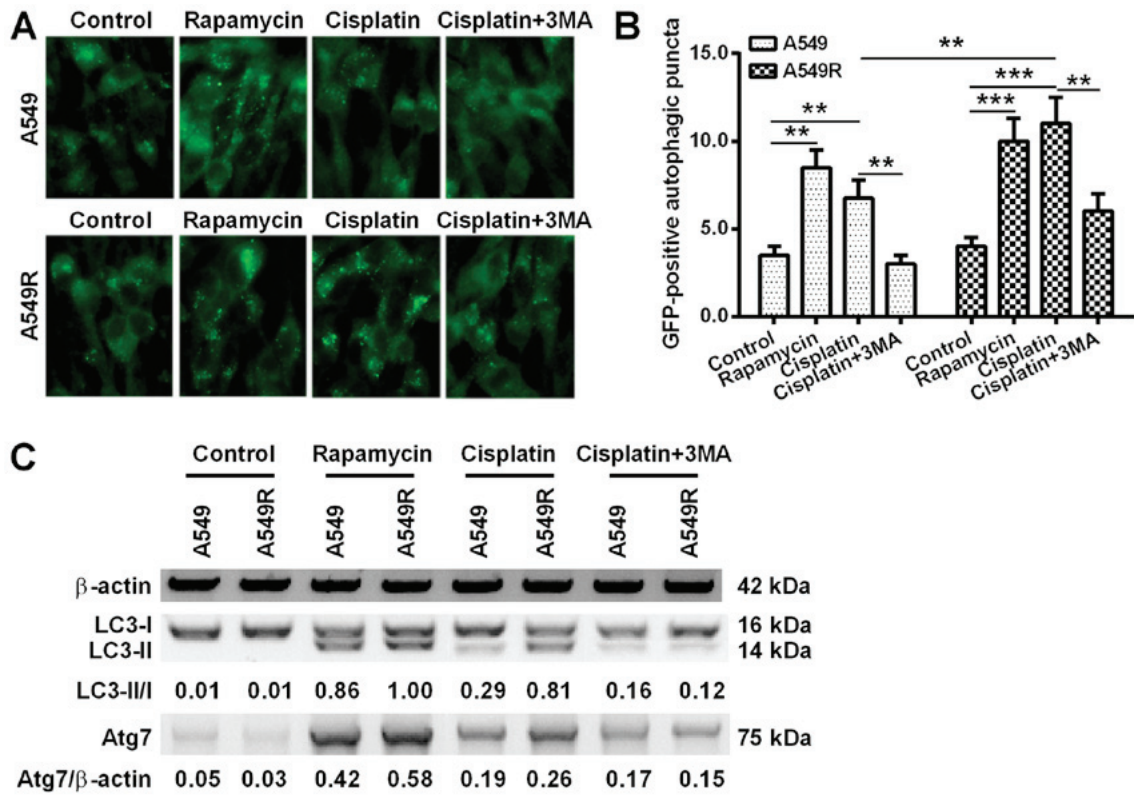 A
Control Rapamycin Cisplatin Cisplatin+3MA
A549
Control Rapamycin Cisplatin Cisplatin+3MA
A549R
B
GFP-positive autophagic puncta
15.0
10.0
5.0
0.0
A549
A549R
**
** *** **
** *** 
**
Control Rapamycin Cisplatin Cisplatin+3MA Control Rapamycin Cisplatin Cisplatin+3MA
C
Control Rapamycin Cisplatin Cisplatin+3MA
A549 A549R A549 A549R A549 A549R A549 A549R
β-actin 42 kDa
LC3-I 16 kDa
LC3-II 14 kDa
LC3-II/I 0.01 0.01 0.86 1.00 0.29 0.81 0.16 0.12
Atg7 75 kDa
Atg7/β-actin 0.05 0.03 0.42 0.58 0.19 0.26 0.17 0.15